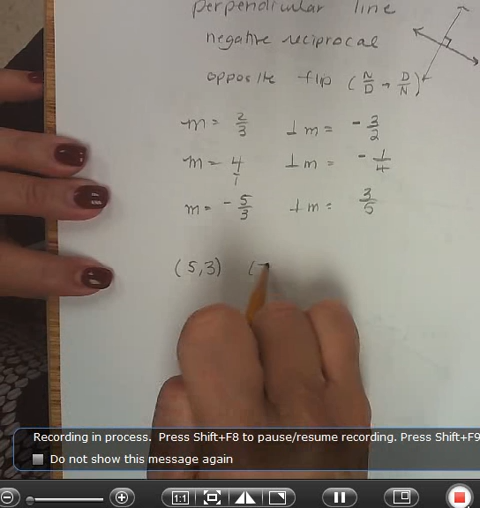 perpendicular line
negative reciprocal
opposite flip (N/D → D/N)
m = 2/3 ⊥ m = -3/2
m = 4/1 ⊥ m = -1/4
m = -5/3 ⊥ m = 3/5
(5,3) (
Recording in process. Press Shift+F8 to pause/resume recording. Press Shift+F9
Do not show this message again
1:1